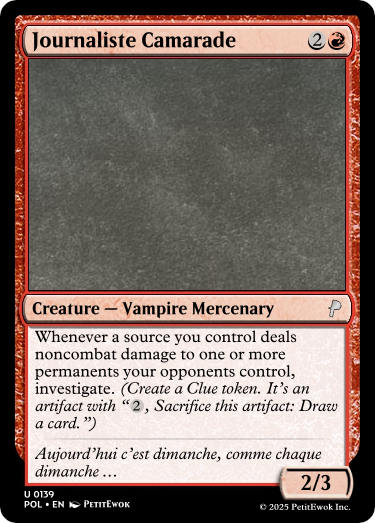 Journaliste Camarade 2
Creature — Vampire Mercenary
Whenever a source you control deals
noncombat damage to one or more
permanents your opponents control,
investigate. (Create a Clue token. It's an
artifact with “2, Sacrifice this artifact: Draw
a card.”)
Aujourd'hui c'est dimanche, comme chaque
dimanche …
2/3
U 0139
POL • EN PetitEwok
© 2025 PetitEwok Inc.